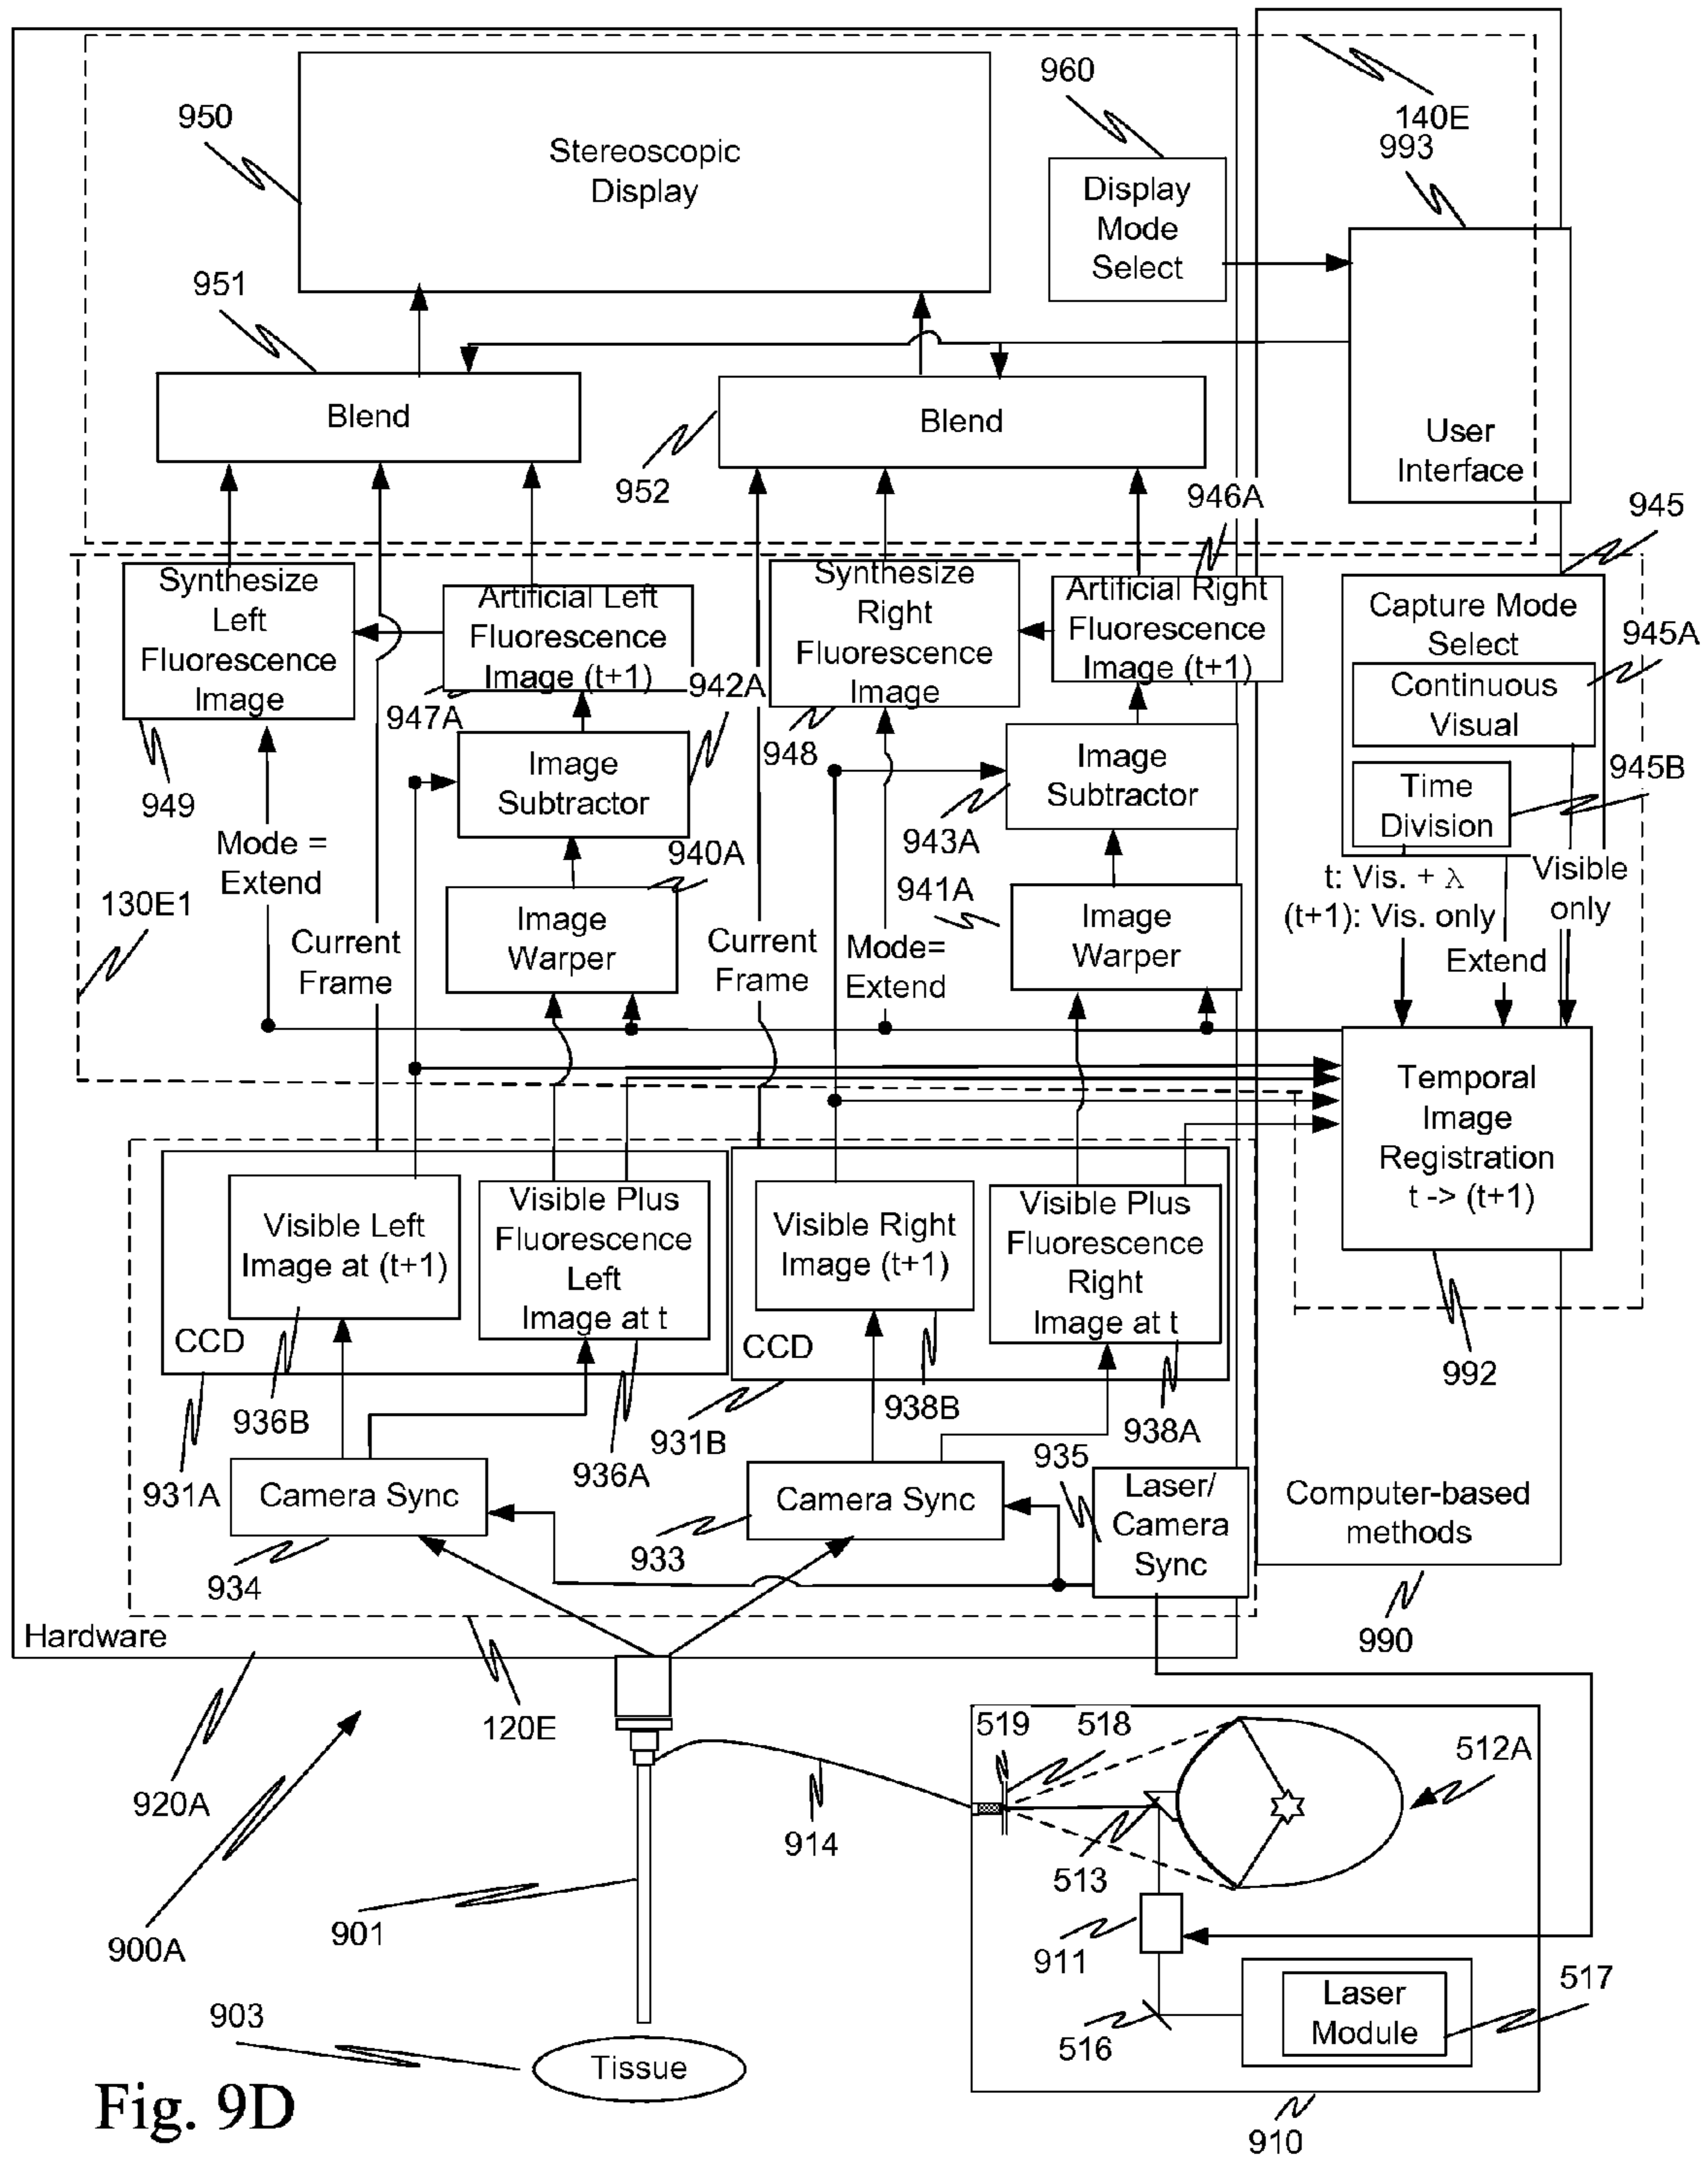 960
140E
993
950
Stereoscopic
Display
Display
Mode
Select
951
Blend
Blend
User
Interface
952
946A
945
Synthesize
Left
Fluorescence
Image
Artificial Left
Fluorescence
Image (t+1)
Synthesize
Right
Fluorescence
Image
Artificial Right
Fluorescence
Image (t+1)
Capture Mode
Select
945A
Continuous
Visual
942A
947A
948
949
Image
Subtractor
Image
Subtractor
945B
Time
Division
Mode =
Extend
940A
943A
941A
t: Vis. + λ
(t+1): Vis. only
Visible
only
Extend
130E1
Current
Frame
Image
Warper
Current
Frame
Mode=
Extend
Image
Warper
Temporal
Image
Registration
t -> (t+1)
Visible Left
Image at (t+1)
Visible Plus
Fluorescence
Left
Image at t
Visible Right
Image (t+1)
Visible Plus
Fluorescence
Right
Image at t
CCD
CCD
992
936B
938B
938A
931A
936A
931B
935
Camera Sync
Camera Sync
Laser/
Camera
Sync
Computer-based
methods
934
933
Hardware
990
120E
920A
519
518
512A
914
513
901
900A
911
903
516
Laser
Module
517
Tissue
Fig. 9D
910